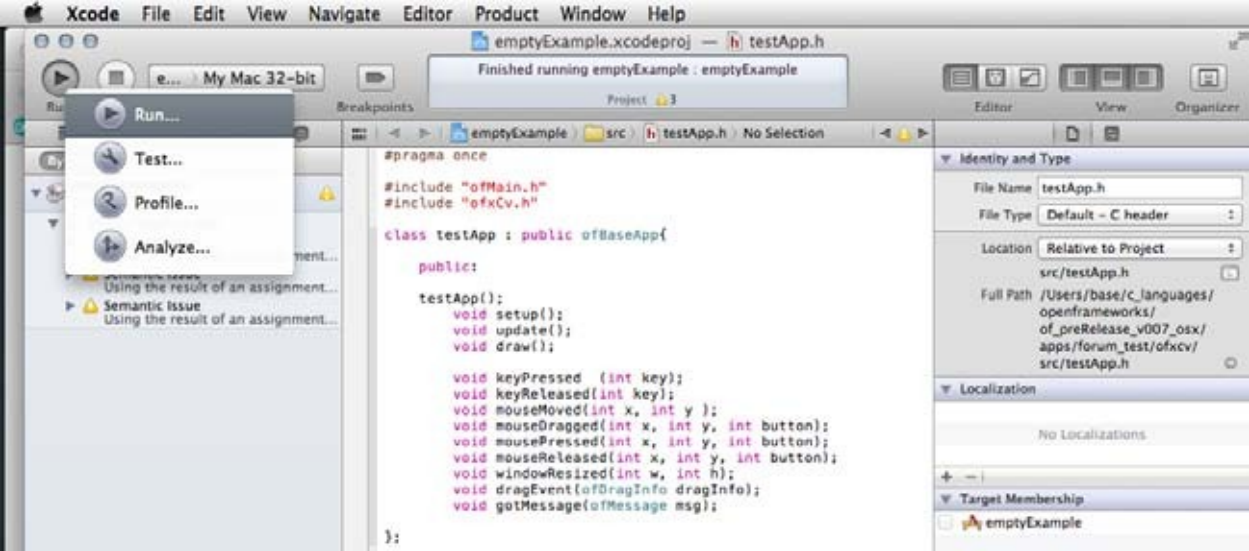 Xcode File Edit View Navigate Editor Product Window Help
emptyExample.xcodeproj — testApp.h
Finished running emptyExample : emptyExample
Project 3
e... My Mac 32-bit
Breakpoints
Editor View Organizer
Run...
Test...
Profile...
Analyze...
emptyExample src testApp.h No Selection
Semantic Issue
Using the result of an assignment...
Semantic Issue
Using the result of an assignment...
#pragma once
#include "ofMain.h"
#include "ofxCv.h"
class testApp : public ofBaseApp{
public:
testApp();
void setup();
void update();
void draw();
void keyPressed (int key);
void keyReleased(int key);
void mouseMoved(int x, int y );
void mouseDragged(int x, int y, int button);
void mousePressed(int x, int y, int button);
void mouseReleased(int x, int y, int button);
void windowResized(int w, int h);
void dragEvent(ofDragInfo dragInfo);
void gotMessage(ofMessage msg);
};
Identity and Type
File Name testApp.h
File Type Default - C header
Location Relative to Project
src/testApp.h
Full Path /Users/base/c_languages/
openframeworks/
of_preRelease_v007_osx/
apps/forum_test/ofxcv/
src/testApp.h
Localization
No Localizations
Target Membership
emptyExample